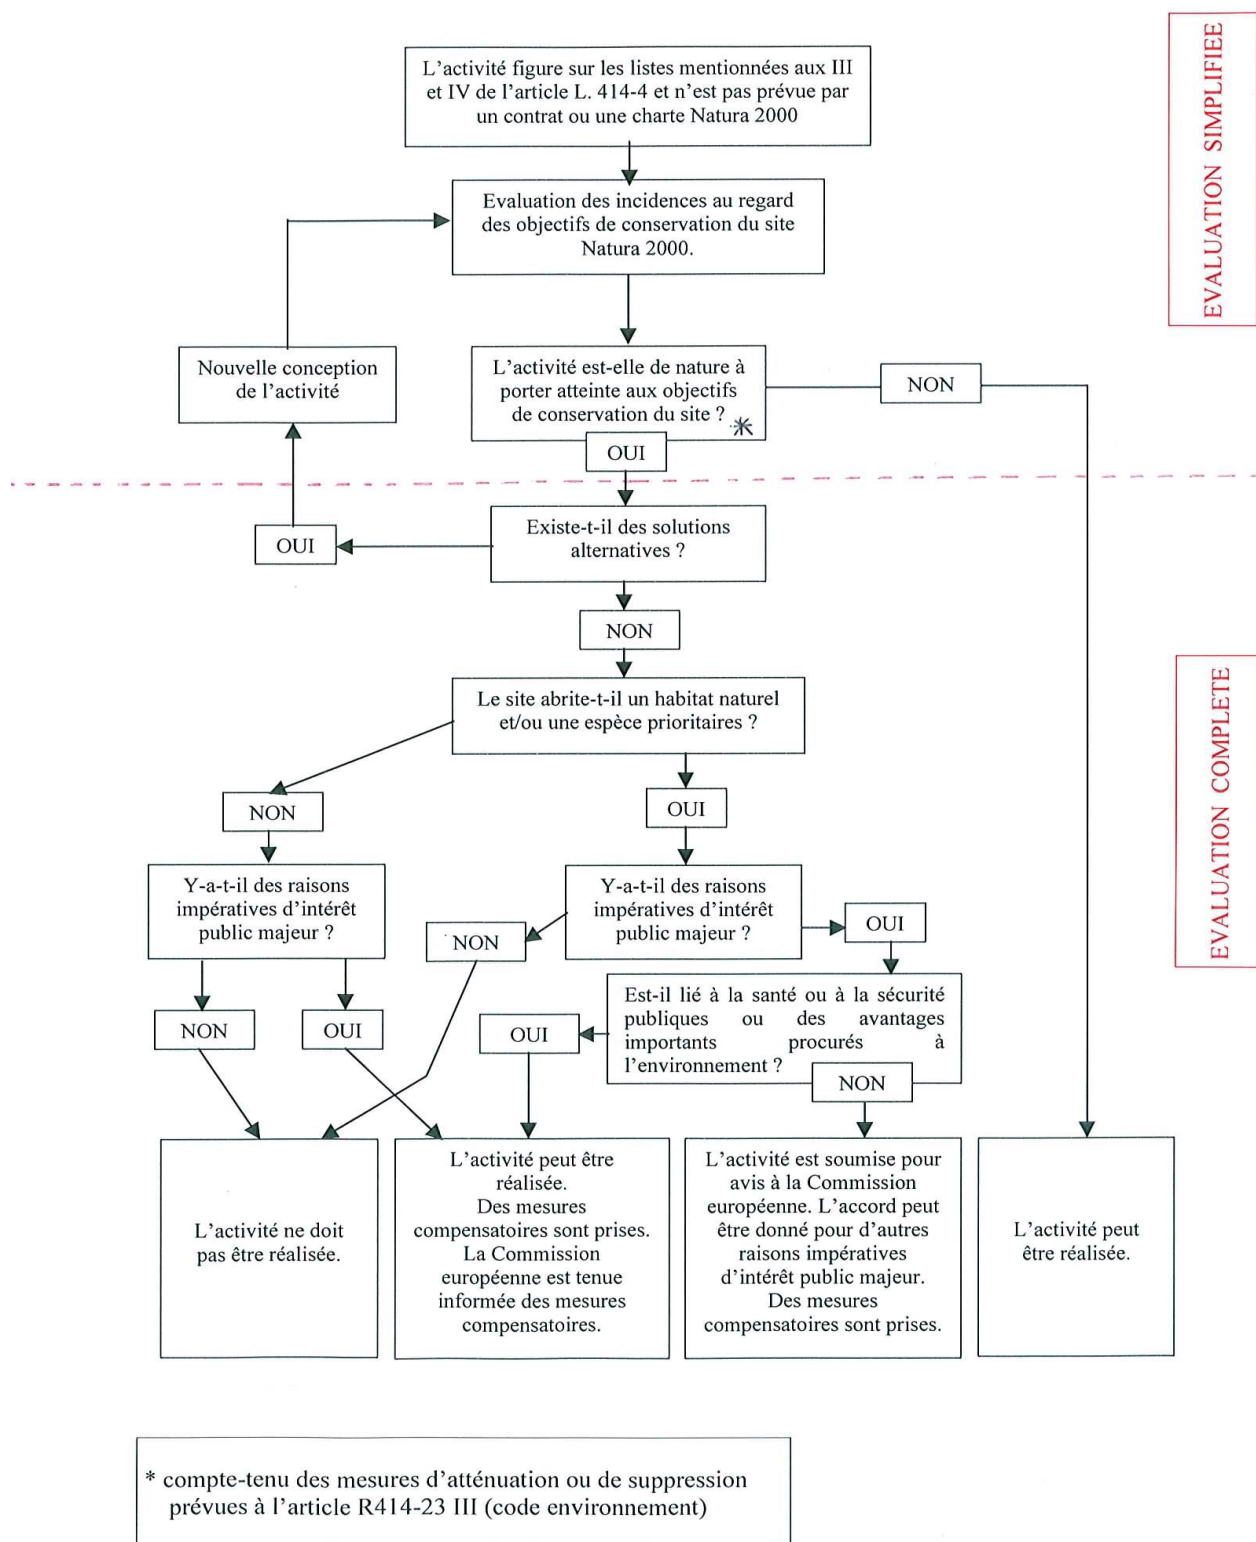 L'activité figure sur les listes mentionnées aux III
et IV de l'article L. 414-4 et n'est pas prévue par
un contrat ou une charte Natura 2000
EVALUATION SIMPLIFIEE
Evaluation des incidences au regard
des objectifs de conservation du site
Natura 2000.
Nouvelle conception
de l'activité
L'activité est-elle de nature à
porter atteinte aux objectifs
de conservation du site ? *
NON
OUI
Existe-t-il des solutions
alternatives ?
OUI
NON
Le site abrite-t-il un habitat naturel
et/ou une espèce prioritaires ?
EVALUATION COMPLETE
NON
OUI
Y-a-t-il des raisons
impératives d'intérêt
public majeur ?
Y-a-t-il des raisons
impératives d'intérêt
public majeur ?
NON
OUI
NON
OUI
Est-il lié à la santé ou à la sécurité
publiques ou des avantages
importants procurés à
l'environnement ?
OUI
NON
L'activité ne doit
pas être réalisée.
L'activité peut être
réalisée.
Des mesures
compensatoires sont prises.
La Commission
européenne est tenue
informée des mesures
compensatoires.
L'activité est soumise pour
avis à la Commission
européenne. L'accord peut
être donné pour d'autres
raisons impératives
d'intérêt public majeur.
Des mesures
compensatoires sont prises.
L'activité peut
être réalisée.
* compte-tenu des mesures d'atténuation ou de suppression
prévues à l'article R414-23 III (code environnement)